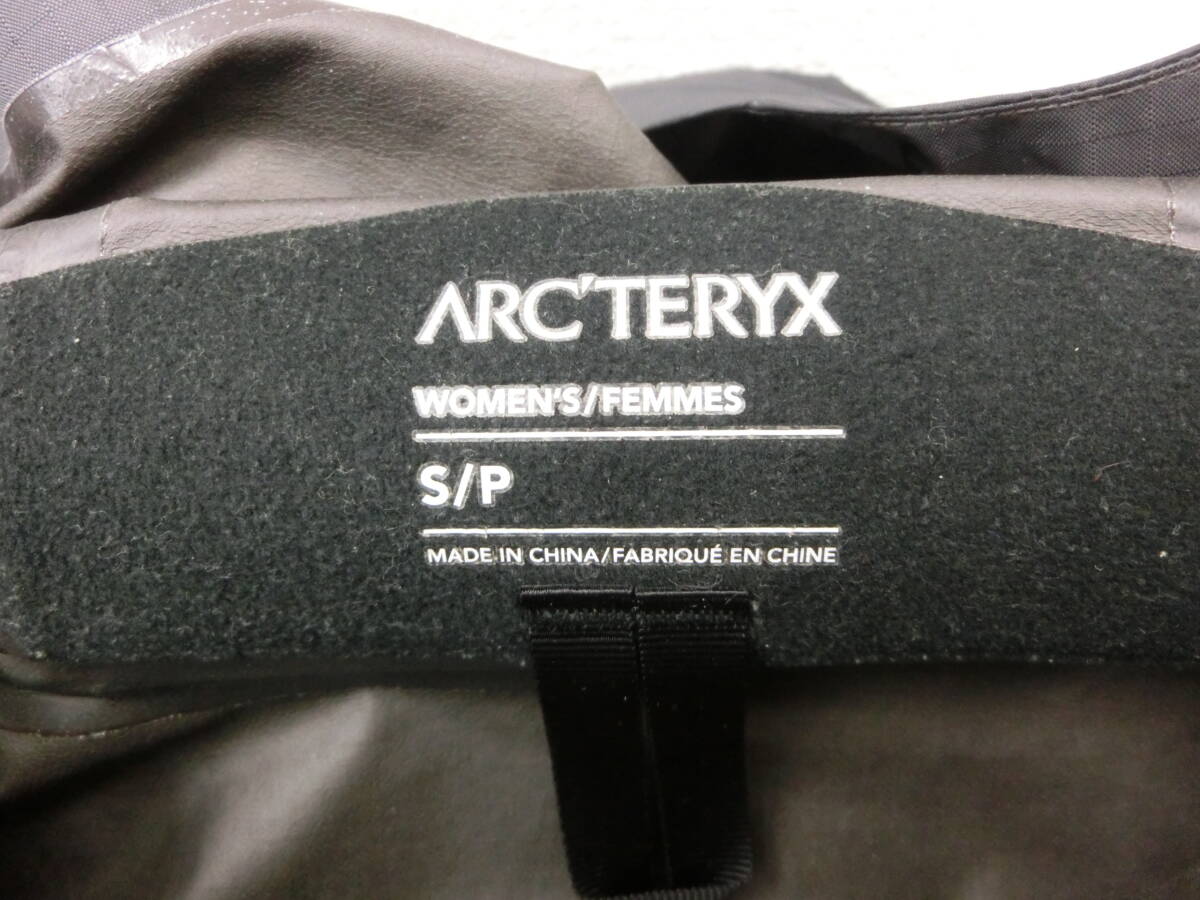 ARC'TERYX
WOMEN'S/FEMMES
S/P
MADE IN CHINA/FABRIQUÉ EN CHINE